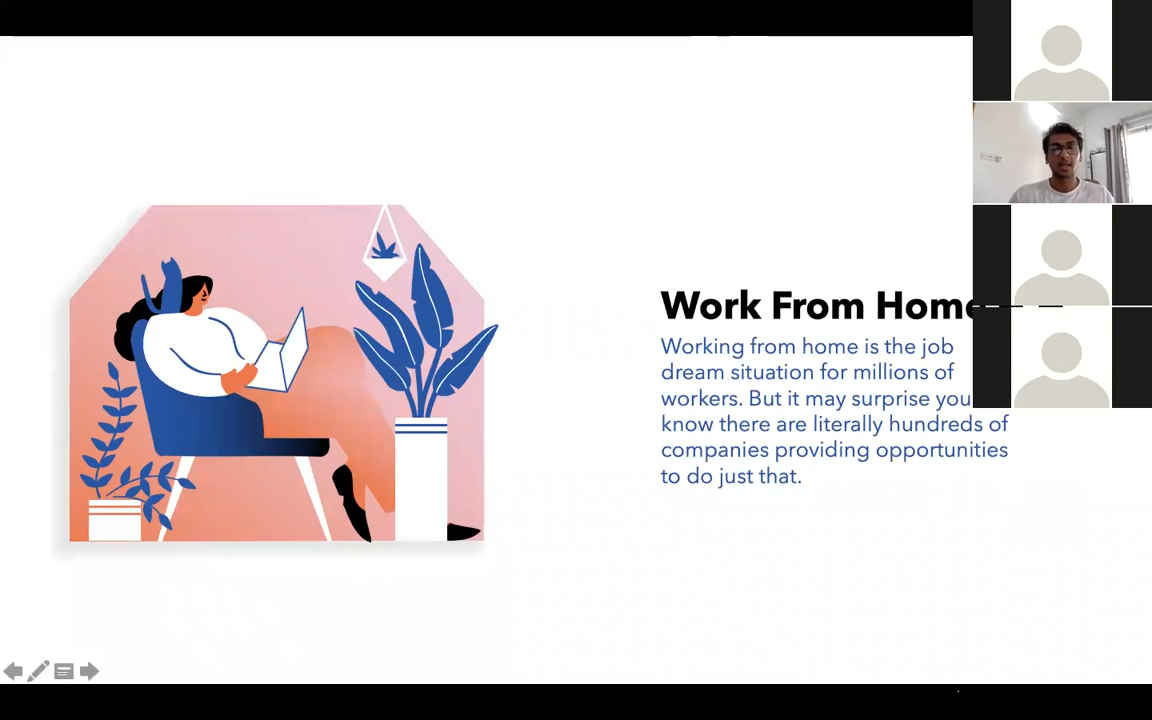 Work From Home
Working from home is the job
dream situation for millions of
workers. But it may surprise you
know there are literally hundreds of
companies providing opportunities
to do just that.